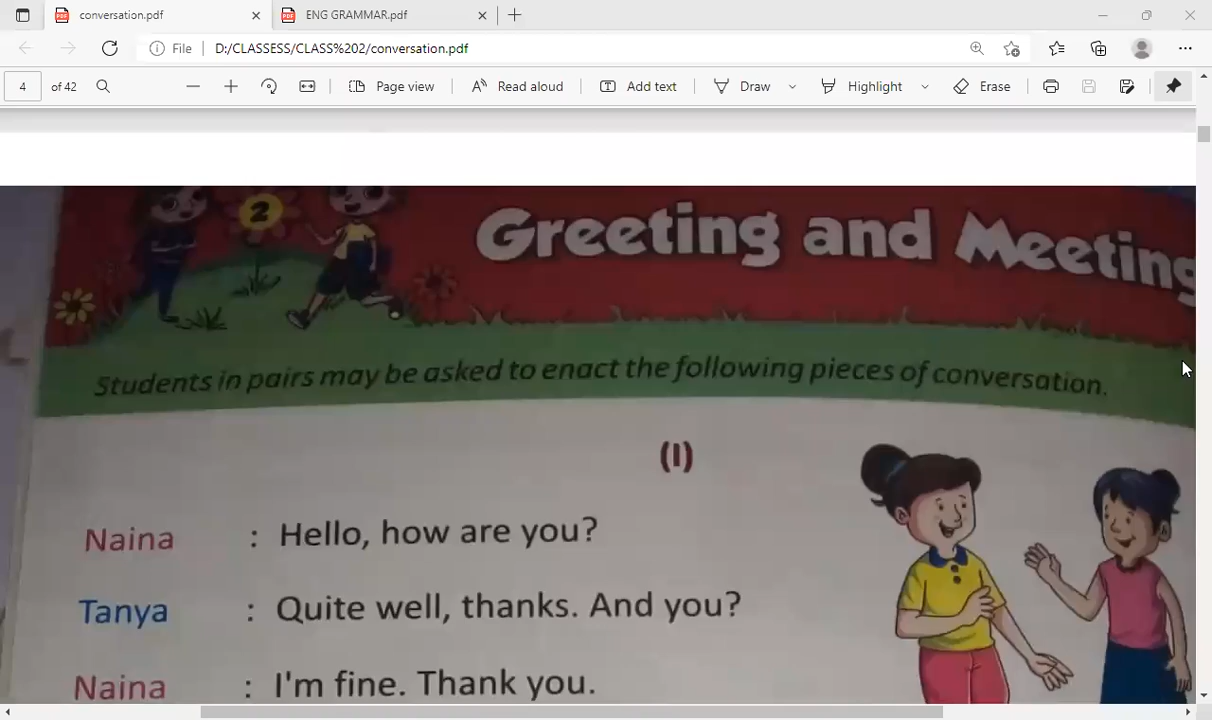 conversation.pdf
ENG GRAMMAR.pdf
File D:/CLASSESS/CLASS%202/conversation.pdf
4 of 42 Page view Read aloud Add text Draw Highlight Erase
2
Greeting and Meeting
Students in pairs may be asked to enact the following pieces of conversation.
(I)
Naina : Hello, how are you?
Tanya : Quite well, thanks. And you?
Naina : I'm fine. Thank you.